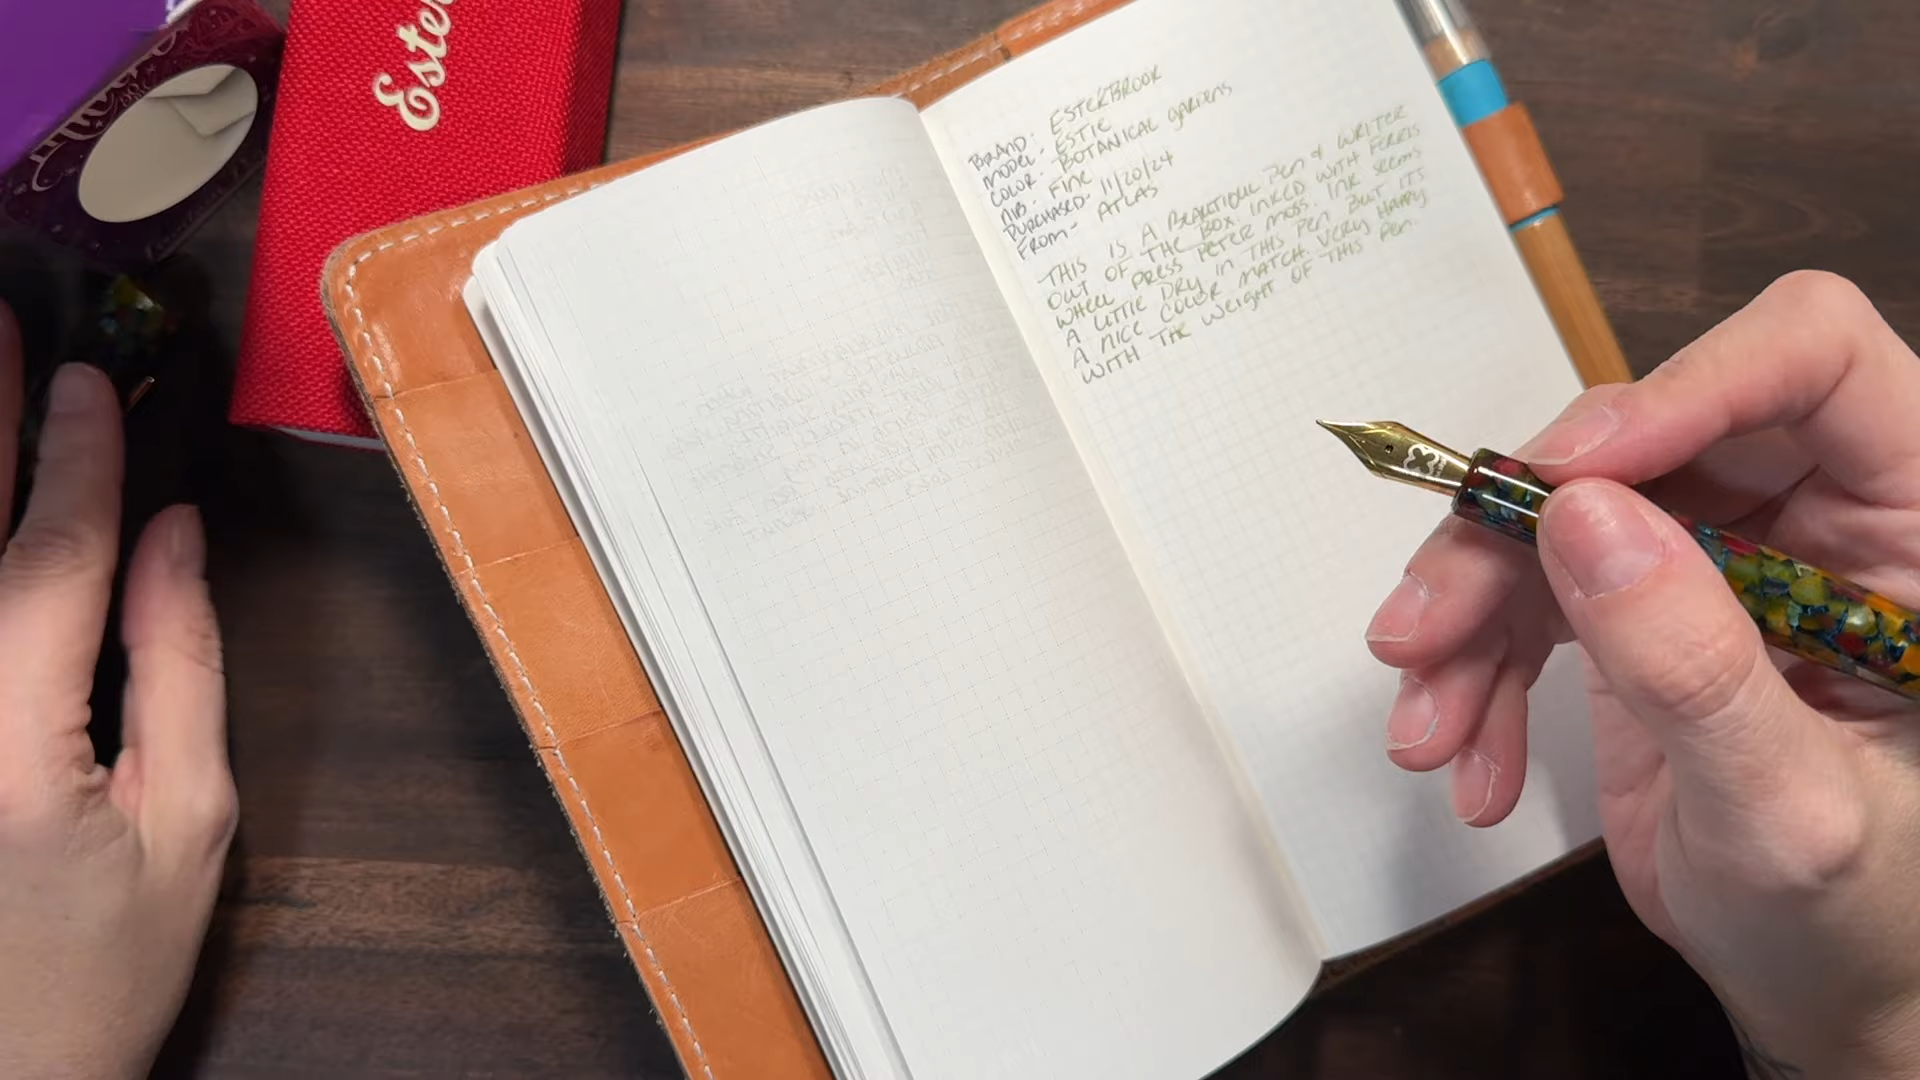 Ester
BRAND: ESTERBROOK
MODEL: ESTIE
COLOR: BOTANICAL GARDENS
NIB: FINE
PURCHASED: 11/20/24
FROM: ATLAS
THIS IS A BEAUTIFUL PEN & WRITER
OUT OF THE BOX. INKED WITH FERRIS
WHEEL PRESS PETER MOSS. INK SEEMS
A LITTLE DRY IN THIS PEN BUT ITS
A NICE COLOR MATCH. VERY HAPPY
WITH THE WEIGHT OF THIS PEN.